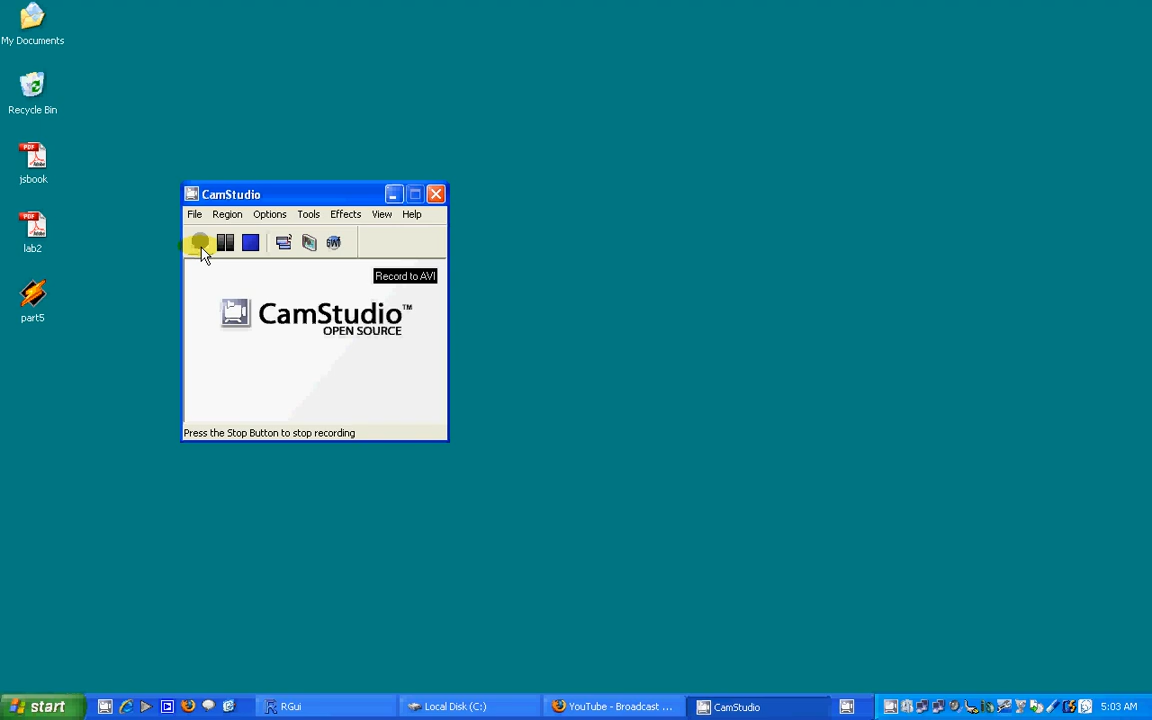 My Documents
Recycle Bin
jsbook
lab2
part5
CamStudio
File Region Options Tools Effects View Help
Record to AVI
CamStudio™
OPEN SOURCE
Press the Stop Button to stop recording
start
RGui
Local Disk (C:)
YouTube - Broadcast ...
CamStudio
5:03 AM